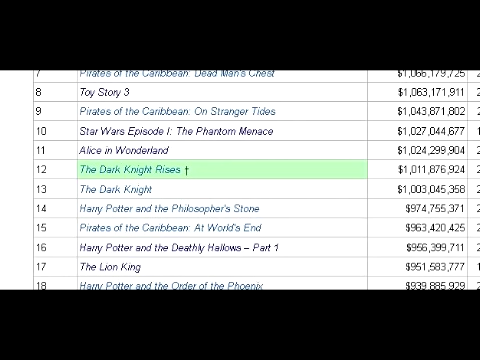 7 Pirates of the Caribbean: Dead Man's Chest $1,066,179,725
8 Toy Story 3 $1,063,171,911
9 Pirates of the Caribbean: On Stranger Tides $1,043,871,802
10 Star Wars Episode I: The Phantom Menace $1,027,044,677
11 Alice in Wonderland $1,024,299,904
12 The Dark Knight Rises † $1,011,876,924
13 The Dark Knight $1,003,045,358
14 Harry Potter and the Philosopher's Stone $974,755,371
15 Pirates of the Caribbean: At World's End $963,420,425
16 Harry Potter and the Deathly Hallows – Part 1 $956,399,711
17 The Lion King $951,583,777
18 Harry Potter and the Order of the Phoenix $939,885,929